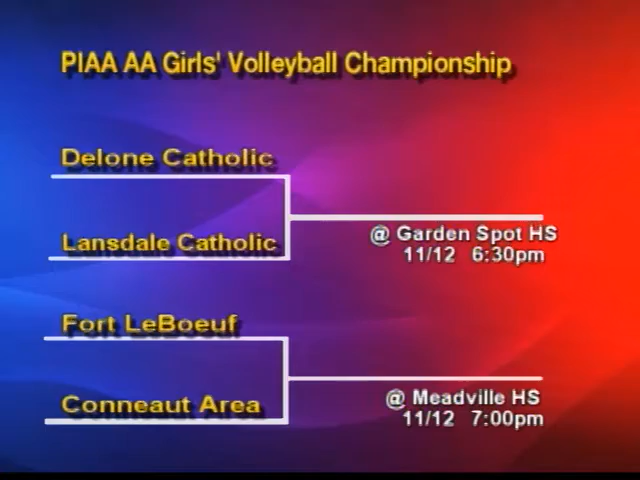 PIAA AA Girls' Volleyball Championship
Delone Catholic
Lansdale Catholic
@ Garden Spot HS
11/12 6:30pm
Fort LeBoeuf
Conneaut Area
@ Meadville HS
11/12 7:00pm